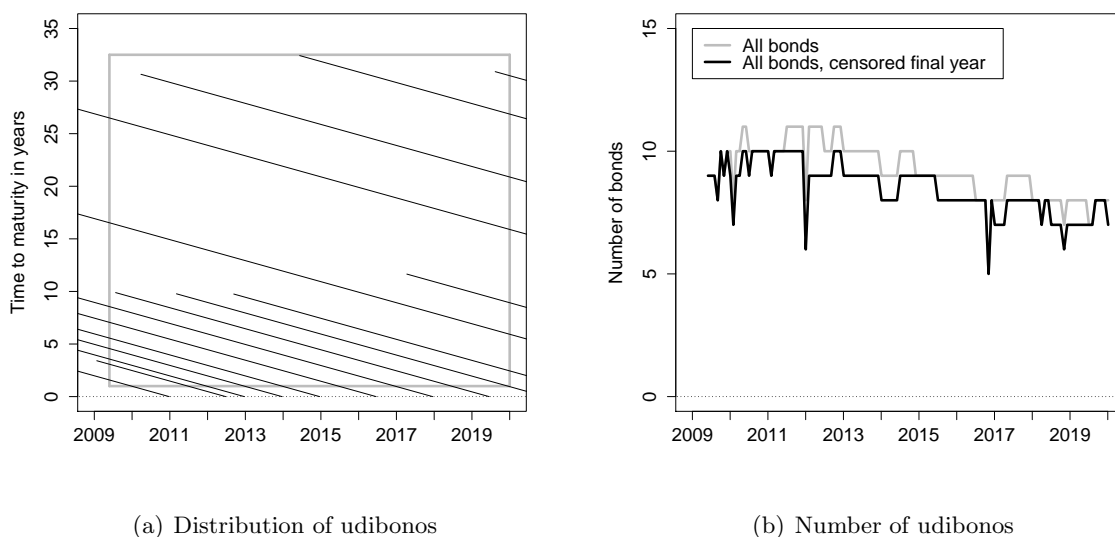 Time to maturity in years
0 5 10 15 20 25 30 35
2009 2011 2013 2015 2017 2019
(a) Distribution of udibonos
Number of bonds
0 5 10 15
All bonds
All bonds, censored final year
2009 2011 2013 2015 2017 2019
(b) Number of udibonos